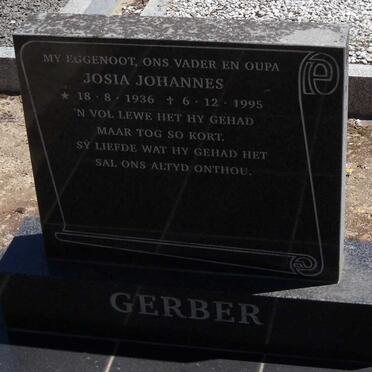 MY EGGENOOT, ONS VADER EN OUPA
JOSIA JOHANNES
* 18 · 8 · 1936 † 6 · 12 · 1995
'N VOL LEWE HET HY GEHAD
MAAR TOG SO KORT.
SY LIEFDE WAT HY GEHAD HET
SAL ONS ALTYD ONTHOU.
GERBER